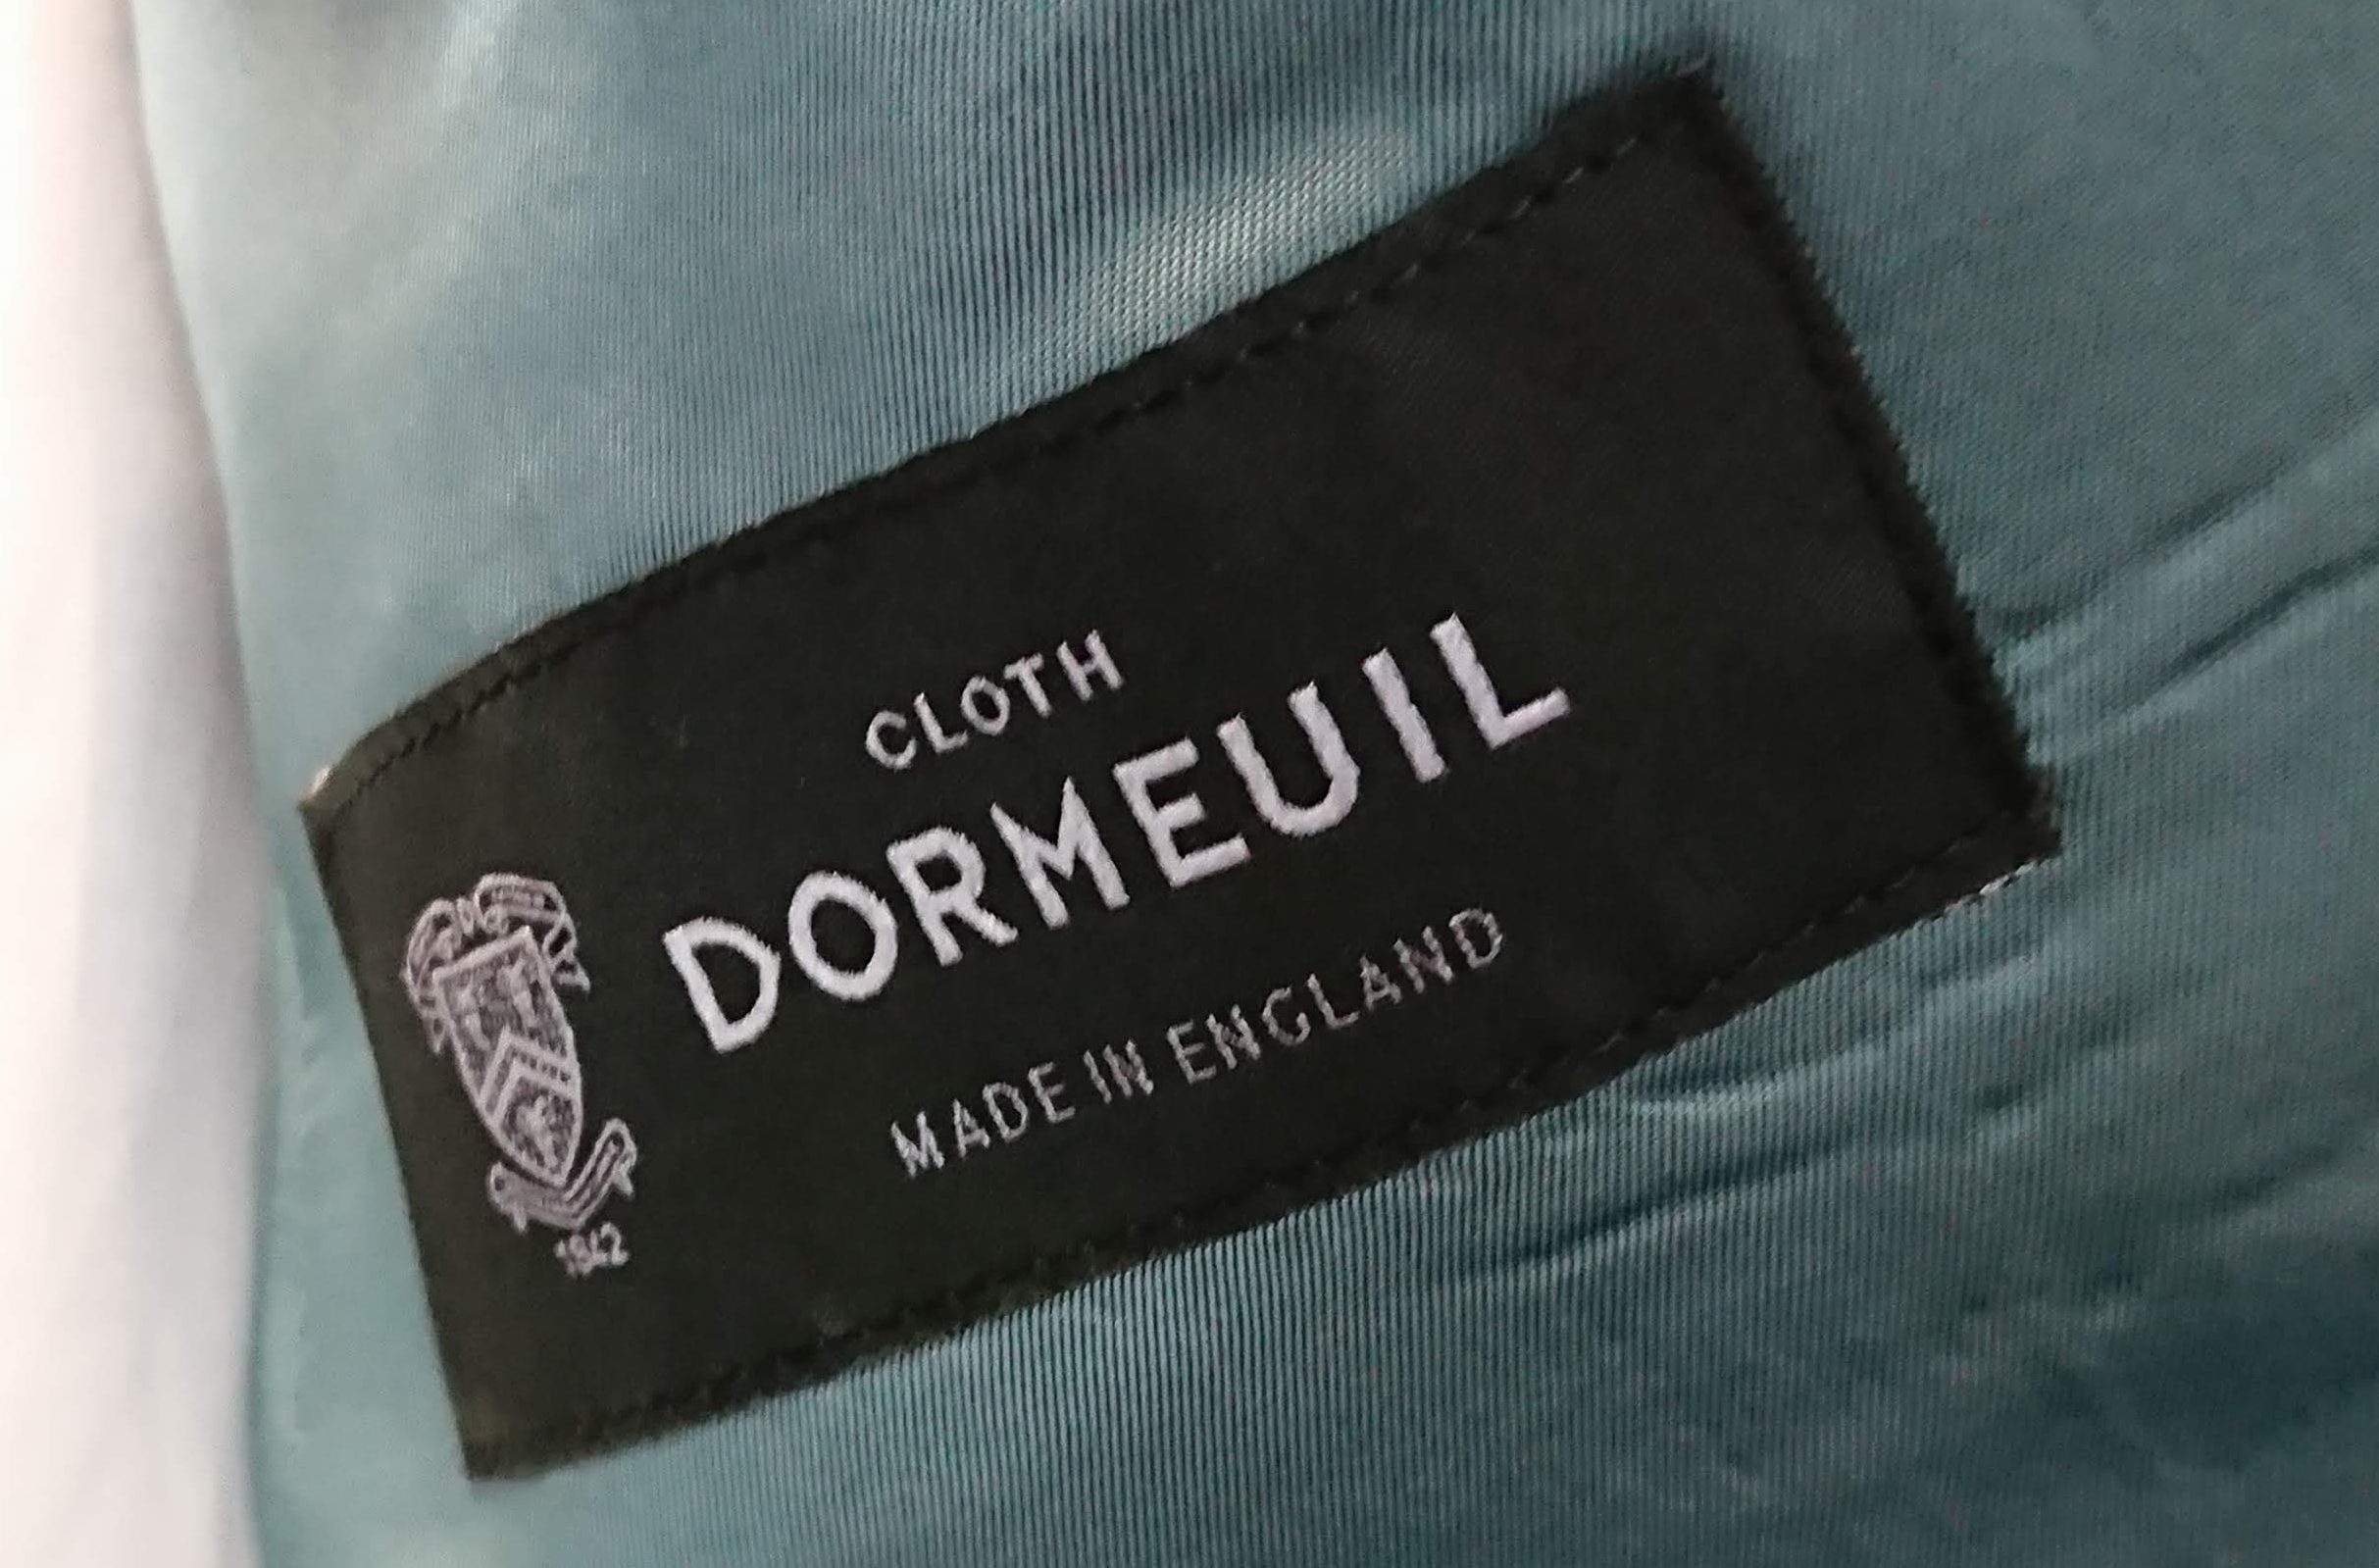 CLOTH
DORMEUIL
MADE IN ENGLAND
1842